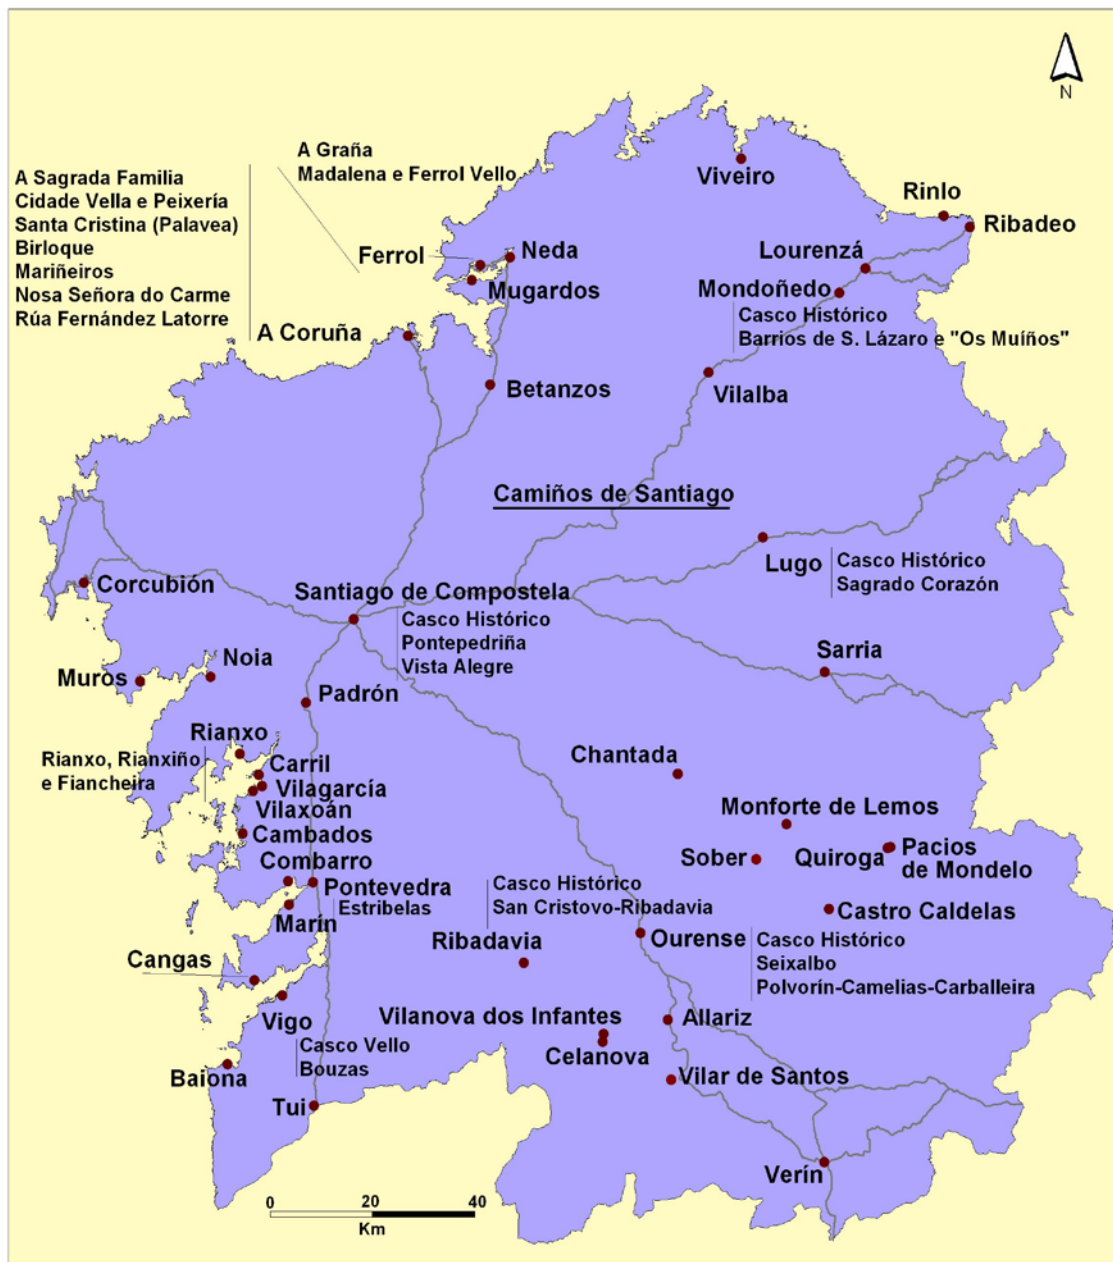 N
A Graña
Madalena e Ferrol Vello
A Sagrada Familia
Cidade Vella e Peixería
Santa Cristina (Palavea)
Birloque
Mariñeiros
Nosa Señora do Carme
Rúa Fernández Latorre
Viveiro
Rinlo
Ribadeo
Ferrol
Neda
Mugardos
Lourenzá
Mondoñedo
Casco Histórico
Barrios de S. Lázaro e "Os Muíños"
A Coruña
Betanzos
Vilalba
Camiños de Santiago
Lugo
Casco Histórico
Sagrado Corazón
Corcubión
Santiago de Compostela
Casco Histórico
Pontepedriña
Vista Alegre
Sarria
Muros
Noia
Padrón
Rianxo
Rianxo, Rianxiño
e Fiancheira
Carril
Vilagarcía
Vilaxoán
Cambados
Chantada
Monforte de Lemos
Sober
Quiroga
Pacios
de Mondelo
Castro Caldelas
Combarro
Pontevedra
Estribelas
Marín
Casco Histórico
San Cristovo-Ribadavia
Ribadavia
Ourense
Casco Histórico
Seixalbo
Polvorín-Camelias-Carballeira
Cangas
Vigo
Casco Vello
Bouzas
Vilanova dos Infantes
Celanova
Allariz
Vilar de Santos
Baiona
Tui
Verín
0 20 40
Km